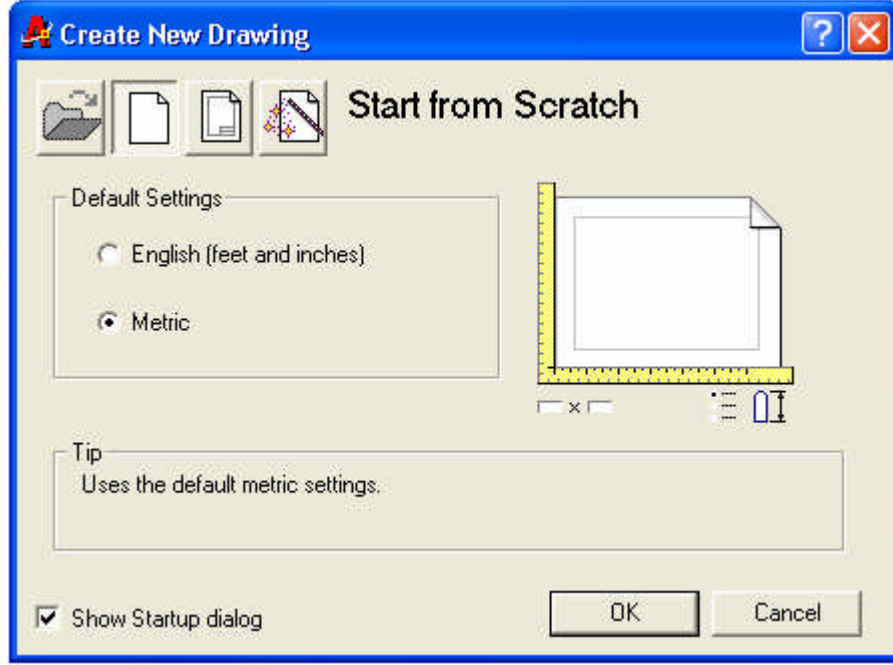 Create New Drawing
Start from Scratch
Default Settings
English (feet and inches)
Metric
Tip
Uses the default metric settings.
Show Startup dialog
OK
Cancel